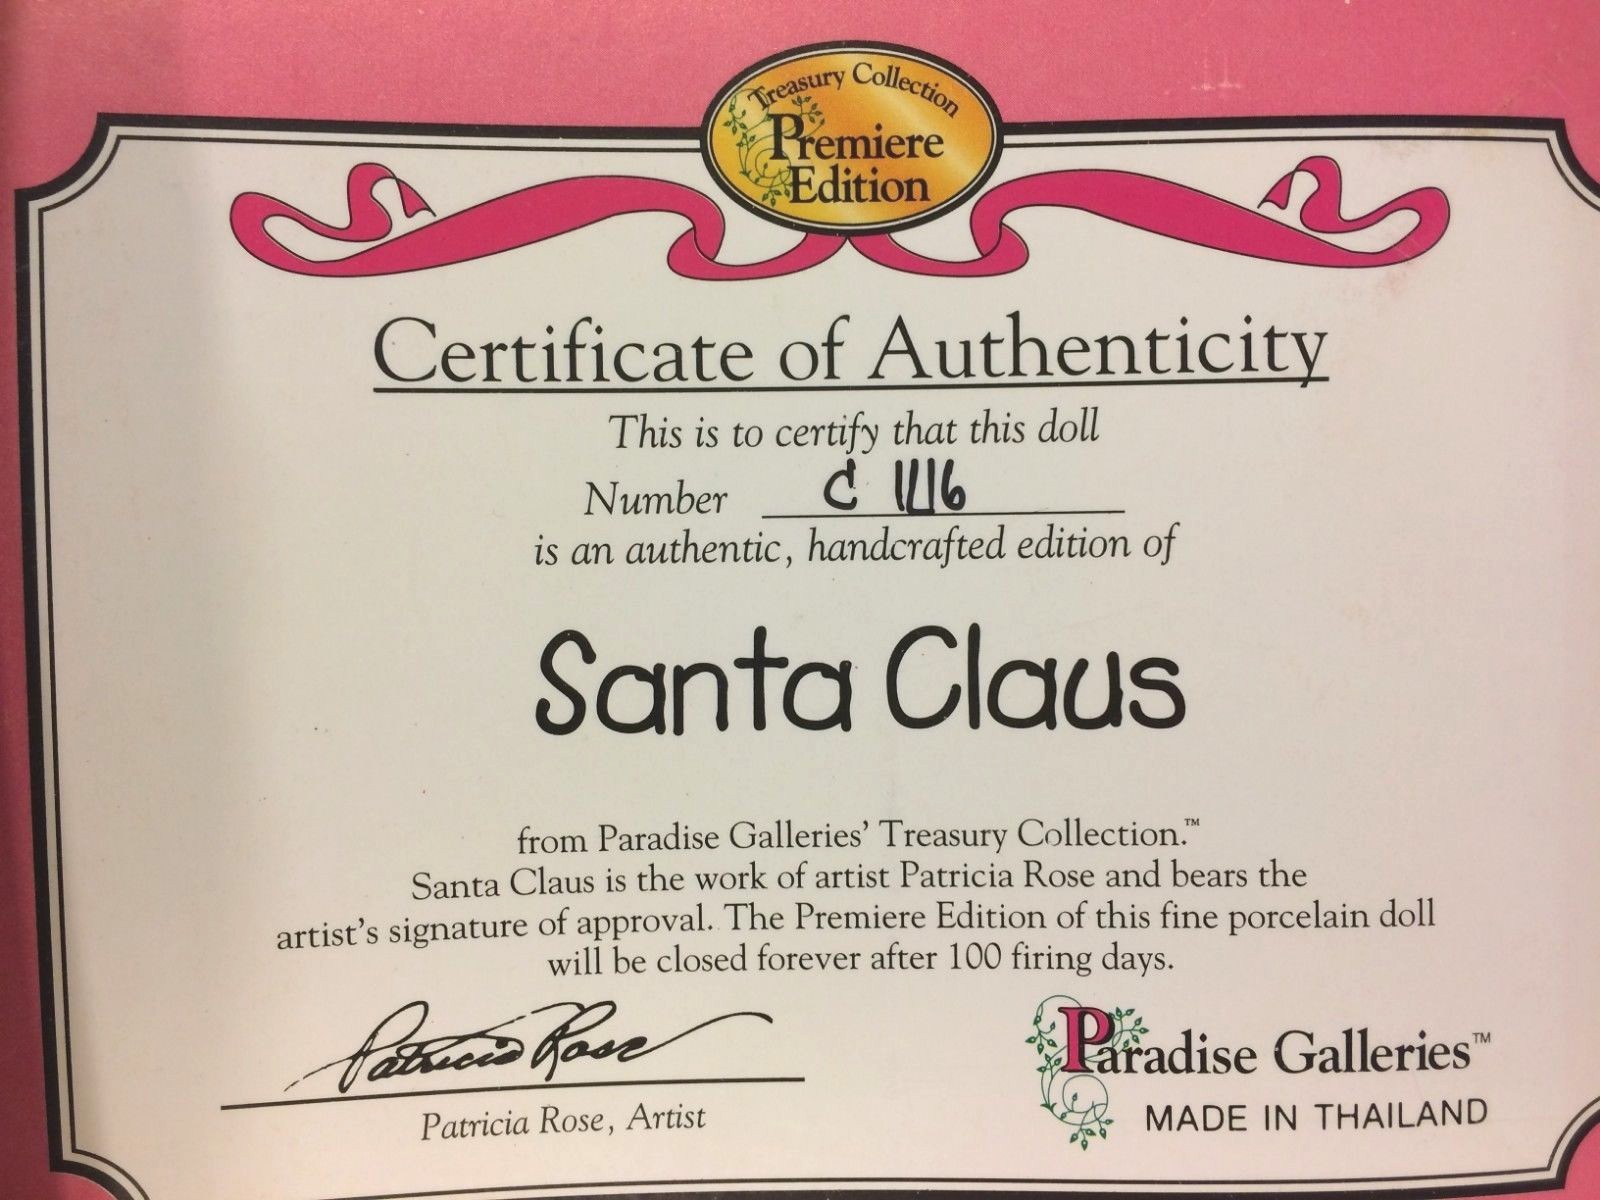 Treasury Collection
Premiere
Edition
Certificate of Authenticity
This is to certify that this doll
Number C
is an authentic, handcrafted edition of
Santa Claus
from Paradise Galleries' Treasury Collection.™
Santa Claus is the work of artist Patricia Rose and bears the
artist's signature of approval. The Premiere Edition of this fine porcelain doll
will be closed forever after 100 firing days.
Patricia Rose
Patricia Rose, Artist
Paradise Galleries™
MADE IN THAILAND